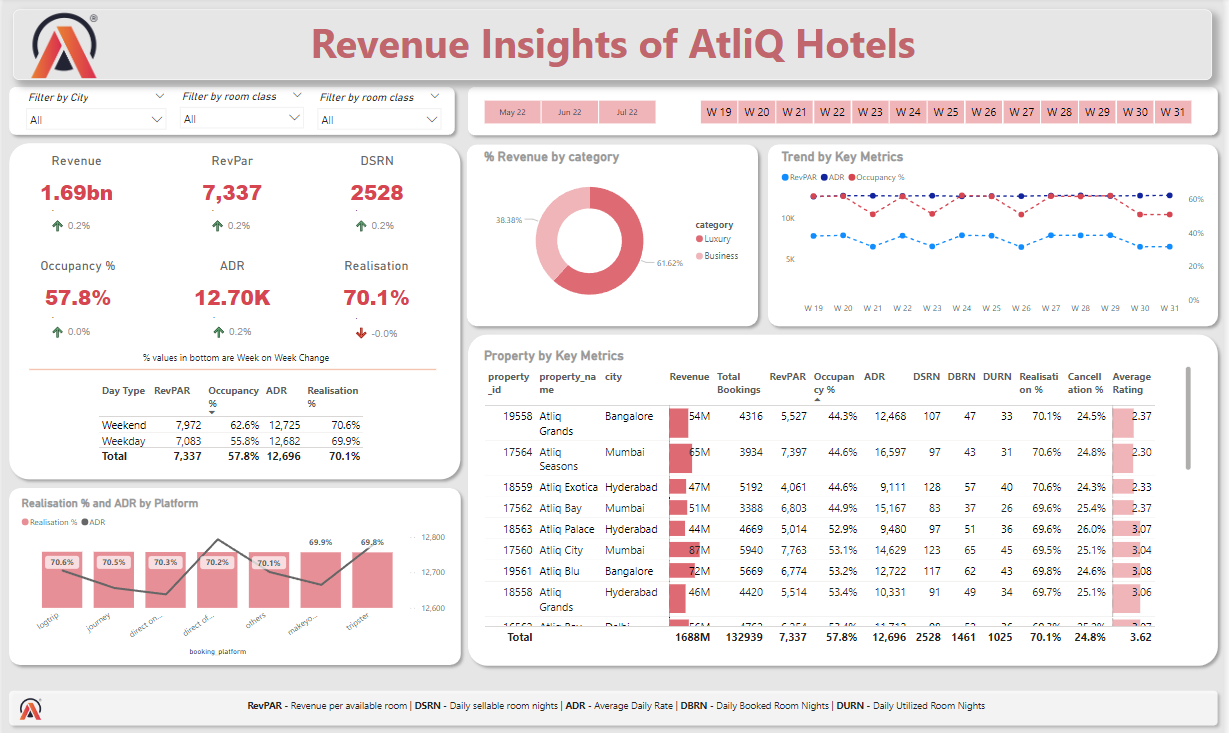 Revenue Insights of AtliQ Hotels
Filter by City
Filter by room class
Filter by room class
All
All
All
May 22
Jun 22
Jul 22
W 19
W 20
W 21
W 22
W 23
W 24
W 25
W 26
W 27
W 28
W 29
W 30
W 31
Revenue
RevPar
DSRN
1.69bn
7,337
2528
0.2%
0.2%
0.2%
Occupancy %
ADR
Realisation
57.8%
12.70K
70.1%
0.0%
0.2%
-0.0%
% values in bottom are Week on Week Change
Day Type RevPAR Occupancy % ADR Realisation %
Weekend 7,972 62.6% 12,725 70.6%
Weekday 7,083 55.8% 12,682 69.9%
Total 7,337 57.8% 12,696 70.1%
% Revenue by category
38.38%
61.62%
category
Luxury
Business
Trend by Key Metrics
RevPAR ADR Occupancy %
10K
5K
60%
40%
20%
0%
W 19 W 20 W 21 W 22 W 23 W 24 W 25 W 26 W 27 W 28 W 29 W 30 W 31
Property by Key Metrics
property_id property_name city Revenue Total Bookings RevPAR Occupancy % ADR DSRN DBRN DURN Realisation % Cancellation % Average Rating
19558 Atliq Grands Bangalore 54M 4316 5,527 44.3% 12,468 107 47 33 70.1% 24.5% 2.37
17564 Atliq Seasons Mumbai 65M 3934 7,397 44.6% 16,597 97 43 31 70.6% 24.8% 2.30
18559 Atliq Exotica Hyderabad 47M 5192 4,061 44.6% 9,111 128 57 40 70.6% 24.3% 2.33
17562 Atliq Bay Mumbai 51M 3388 6,803 44.9% 15,167 83 37 26 69.6% 25.4% 2.37
18563 Atliq Palace Hyderabad 44M 4669 5,014 52.9% 9,480 97 51 36 69.6% 26.0% 3.07
17560 Atliq City Mumbai 87M 5940 7,763 53.1% 14,629 123 65 45 69.5% 25.1% 3.04
19561 Atliq Blu Bangalore 72M 5669 6,774 53.2% 12,722 117 62 43 69.8% 24.6% 3.08
18558 Atliq Grands Hyderabad 46M 4420 5,514 53.4% 10,331 91 49 34 69.7% 25.1% 3.06
Total 1688M 132939 7,337 57.8% 12,696 2528 1461 1025 70.1% 24.8% 3.62
Realisation % and ADR by Platform
Realisation % ADR
70.6%
70.5%
70.3%
70.2%
70.1%
69.9%
69.8%
12,800
12,700
12,600
logtrip
journey
direct on...
direct of...
others
makeyo...
tripster
booking_platform
RevPAR - Revenue per available room | DSRN - Daily sellable room nights | ADR - Average Daily Rate | DBRN - Daily Booked Room Nights | DURN - Daily Utilized Room Nights